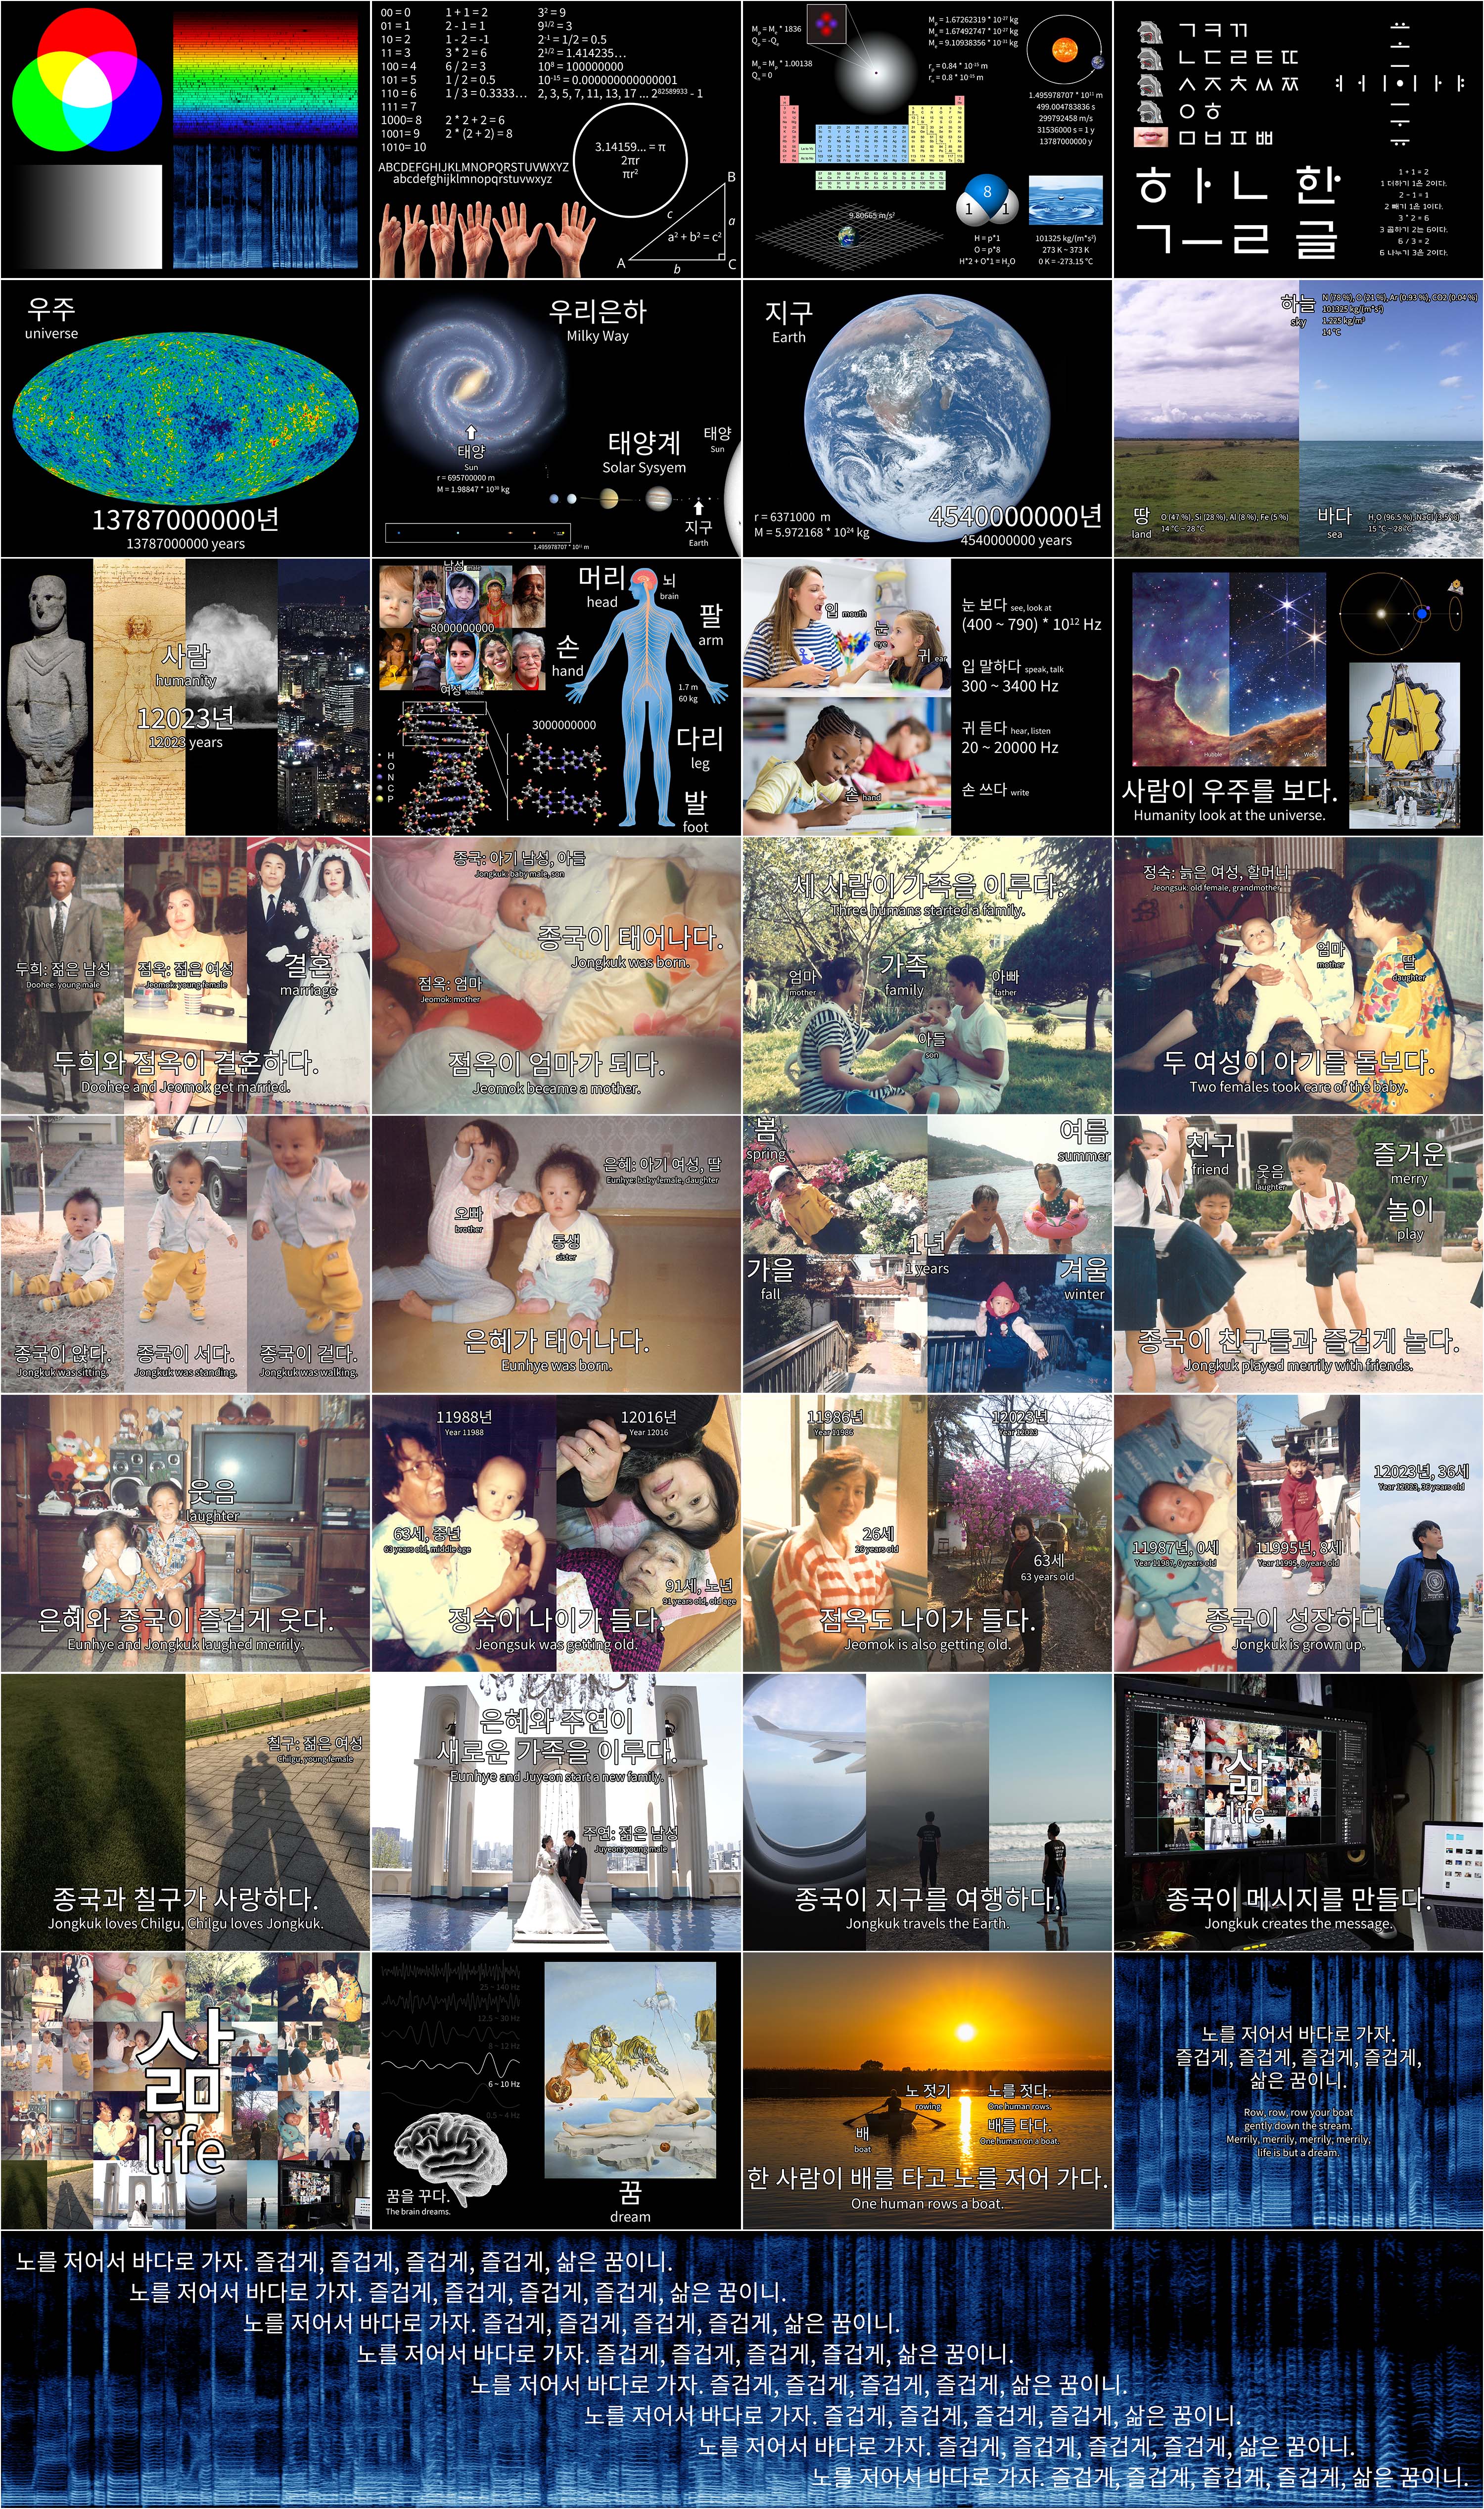 00 = 0
01 = 1
10 = 2
11 = 3
100 = 4
101 = 5
110 = 6
111 = 7
1000= 8
1001= 9
1010= 10
1 + 1 = 2
2 - 1 = 1
1 - 2 = -1
3 * 2 = 6
6 / 2 = 3
1 / 2 = 0.5
1 / 3 = 0.3333…
2 * 2 + 2 = 6
2 * (2 + 2) = 8
3² = 9
9¹ᐟ² = 3
2⁻¹ = 1/2 = 0.5
2¹ᐟ² = 1.414235…
10⁸ = 100000000
10⁻¹⁵ = 0.000000000000001
2, 3, 5, 7, 11, 13, 17 ... 2⁸²⁵⁸⁹⁹³³ - 1
ABCDEFGHIJKLMNOPQRSTUVWXYZ
abcdefghijklmnopqrstuvwxyz
3.14159... = π
2πr
πr²
B
c
a
a² + b² = c²
A
b
C
Mₚ = Mₑ * 1836
Qₚ = -Qₑ
Mₙ = Mₚ * 1.00138
Qₙ = 0
Mₚ = 1.67262319 * 10⁻²⁷ kg
Mₙ = 1.67492747 * 10⁻²⁷ kg
Mₑ = 9.10938356 * 10⁻³¹ kg
rₚ = 0.84 * 10⁻¹⁵ m
rₙ = 0.8 * 10⁻¹⁵ m
1.495978707 * 10¹¹ m
499.004783836 s
299792458 m/s
31536000 s = 1 y
13787000000 y
9.80665 m/s²
8
1 1
H = p*1
O = p*8
H*2 + O*1 = H₂O
101325 kg/(m*s²)
273 K ~ 373 K
0 K = -273.15 °C
ㄱ ㅋ ㄲ
ㄴ ㄷ ㄹ ㅌ ㄸ
ㅅ ㅈ ㅊ ㅆ ㅉ
ㅇ ㅎ
ㅁ ㅂ ㅍ ㅃ
ㅎ ㅏ ㄴ 한
ㄱ ㅡ ㄹ 글
1 + 1 = 2
1 더하기 1은 2이다.
2 - 1 = 1
2 빼기 1은 1이다.
3 * 2 = 6
3 곱하기 2는 6이다.
6 / 3 = 2
6 나누기 3은 2이다.
우주
universe
13787000000년
13787000000 years
우리은하
Milky Way
태양
Sun
r = 695700000 m
M = 1.98847 * 10³⁰ kg
태양계
Solar Sysyem
태양
Sun
지구
Earth
1.495978707 * 10¹¹ m
지구
Earth
r = 6371000 m
M = 5.972168 * 10²⁴ kg
4540000000년
4540000000 years
하늘
sky
N (78 %), O (21 %), Ar (0.93 %), CO2 (0.04 %)
101325 kg/(m*s²)
1.225 kg/m³
14 °C
땅
land
O (47 %), Si (28 %), Al (8 %), Fe (5 %)
14 °C ~ 28 °C
바다
sea
H₂O (96.5 %), NaCl (3.5 %)
15 °C ~ 28 °C
사람
humanity
12023년
12023 years
남성 male
8000000000
여성 female
머리
head
뇌
brain
팔
arm
손
hand
1.7 m
60 kg
다리
leg
발
foot
3000000000
H
O
N
C
P
입 mouth
눈
eye
귀 ear
손 hand
눈 보다 see, look at
(400 ~ 790) * 10¹² Hz
입 말하다 speak, talk
300 ~ 3400 Hz
귀 듣다 hear, listen
20 ~ 20000 Hz
손 쓰다 write
Hubble
Webb
사람이 우주를 보다.
Humanity look at the universe.
두희: 젊은 남성
Doohee: young male
점옥: 젊은 여성
Jeomok: young female
결혼
marriage
두희와 점옥이 결혼하다.
Doohee and Jeomok get married.
종국: 아기 남성, 아들
Jongkuk: baby male, son
종국이 태어나다.
Jongkuk was born.
점옥: 엄마
Jeomok: mother
점옥이 엄마가 되다.
Jeomok became a mother.
세 사람이 가족을 이루다.
Three humans started a family.
엄마
mother
가족
family
아빠
father
아들
son
정숙: 늙은 여성, 할머니
Jeongsuk: old female, grandmother
엄마
mother
딸
daughter
두 여성이 아기를 돌보다.
Two females took care of the baby.
종국이 앉다.
Jongkuk was sitting.
종국이 서다.
Jongkuk was standing.
종국이 걷다.
Jongkuk was walking.
은혜: 아기 여성, 딸
Eunhye: baby female, daughter
오빠
brother
동생
sister
은혜가 태어나다.
Eunhye was born.
봄
spring
여름
summer
1년
1 years
가을
fall
겨울
winter
친구
friend
웃음
laughter
즐거운
merry
놀이
play
종국이 친구들과 즐겁게 놀다.
Jongkuk played merrily with friends.
웃음
laughter
은혜와 종국이 즐겁게 웃다.
Eunhye and Jongkuk laughed merrily.
11988년
Year 11988
12016년
Year 12016
63세, 중년
63 years old, middle age
91세, 노년
91 years old, old age
정숙이 나이가 들다.
Jeongsuk was getting old.
11986년
Year 11986
12023년
Year 12023
26세
26 years old
63세
63 years old
점옥도 나이가 들다.
Jeomok is also getting old.
11987년, 0세
Year 11987, 0 years old
11995년, 8세
Year 11995, 8 years old
12023년, 36세
Year 12023, 36 years old
종국이 성장하다.
Jongkuk is grown up.
칠구: 젊은 여성
Chilgu, young female
종국과 칠구가 사랑하다.
Jongkuk loves Chilgu, Chilgu loves Jongkuk.
은혜와 주연이
새로운 가족을 이루다.
Eunhye and Juyeon start a new family.
주연: 젊은 남성
Juyeon: young male
종국이 지구를 여행하다.
Jongkuk travels the Earth.
삶
life
종국이 메시지를 만들다.
Jongkuk creates the message.
삶
life
25 ~ 140 Hz
12.5 ~ 30 Hz
8 ~ 12 Hz
6 ~ 10 Hz
0.5 ~ 4 Hz
꿈을 꾸다.
The brain dreams.
꿈
dream
노 젓기
rowing
노를 젓다.
One human rows.
배
boat
배를 타다.
One human on a boat.
한 사람이 배를 타고 노를 저어 가다.
One human rows a boat.
노를 저어서 바다로 가자.
즐겁게, 즐겁게, 즐겁게, 즐겁게,
삶은 꿈이니.
Row, row, row your boat
gently down the stream.
Merrily, merrily, merrily, merrily,
life is but a dream.
노를 저어서 바다로 가자. 즐겁게, 즐겁게, 즐겁게, 즐겁게, 삶은 꿈이니.
노를 저어서 바다로 가자. 즐겁게, 즐겁게, 즐겁게, 즐겁게, 삶은 꿈이니.
노를 저어서 바다로 가자. 즐겁게, 즐겁게, 즐겁게, 즐겁게, 삶은 꿈이니.
노를 저어서 바다로 가자. 즐겁게, 즐겁게, 즐겁게, 즐겁게, 삶은 꿈이니.
노를 저어서 바다로 가자. 즐겁게, 즐겁게, 즐겁게, 즐겁게, 삶은 꿈이니.
노를 저어서 바다로 가자. 즐겁게, 즐겁게, 즐겁게, 즐겁게, 삶은 꿈이니.
노를 저어서 바다로 가자. 즐겁게, 즐겁게, 즐겁게, 즐겁게, 삶은 꿈이니.
노를 저어서 바다로 가자. 즐겁게, 즐겁게, 즐겁게, 즐겁게, 삶은 꿈이니.